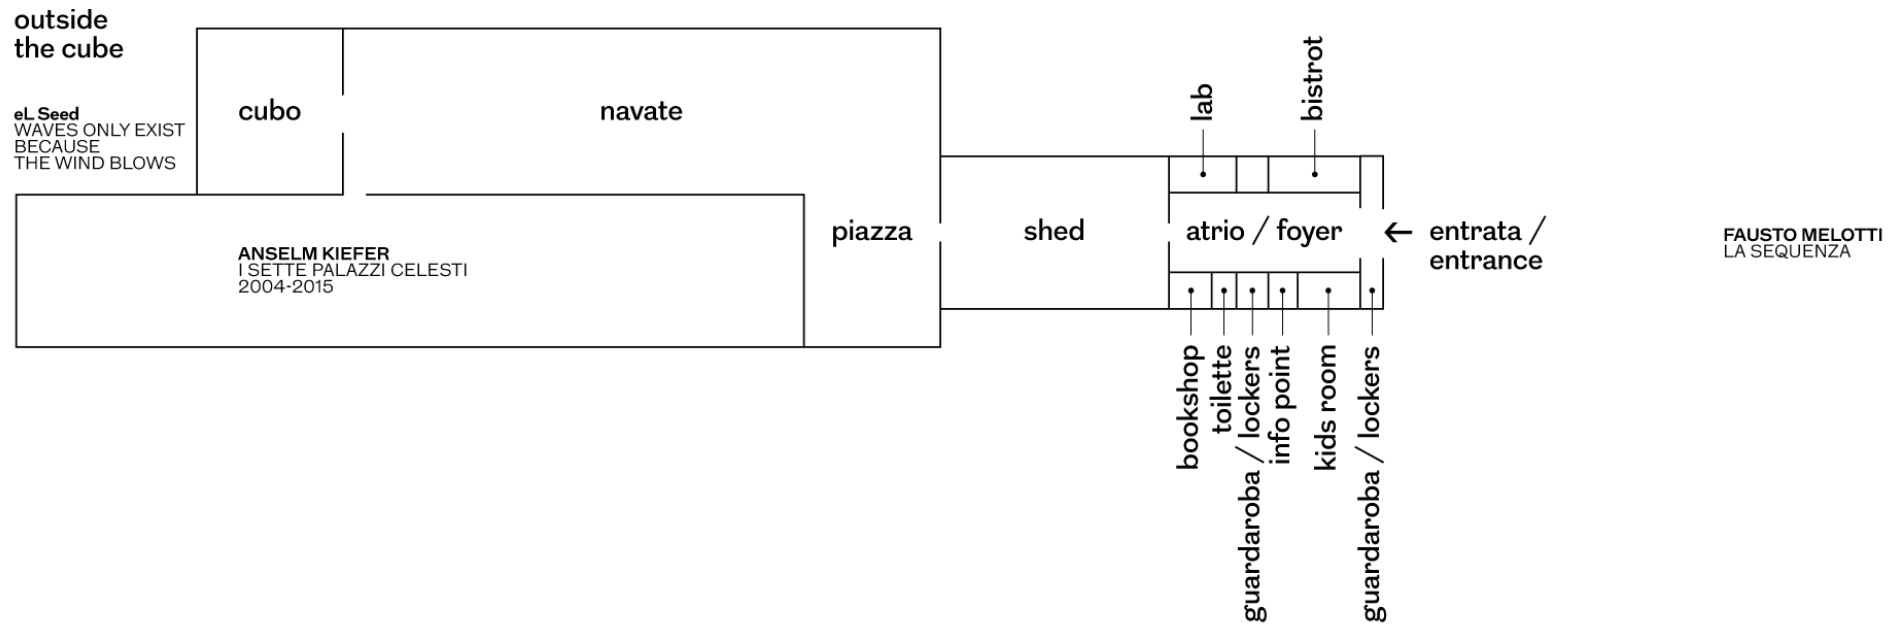 outside
the cube
eL Seed
WAVES ONLY EXIST
BECAUSE
THE WIND BLOWS
cubo
navate
ANSELM KIEFER
I SETTE PALAZZI CELESTI
2004-2015
piazza
shed
lab
bistrot
atrio / foyer
← entrata /
entrance
bookshop
toilette
guardaroba / lockers
info point
kids room
guardaroba / lockers
FAUSTO MELOTTI
LA SEQUENZA